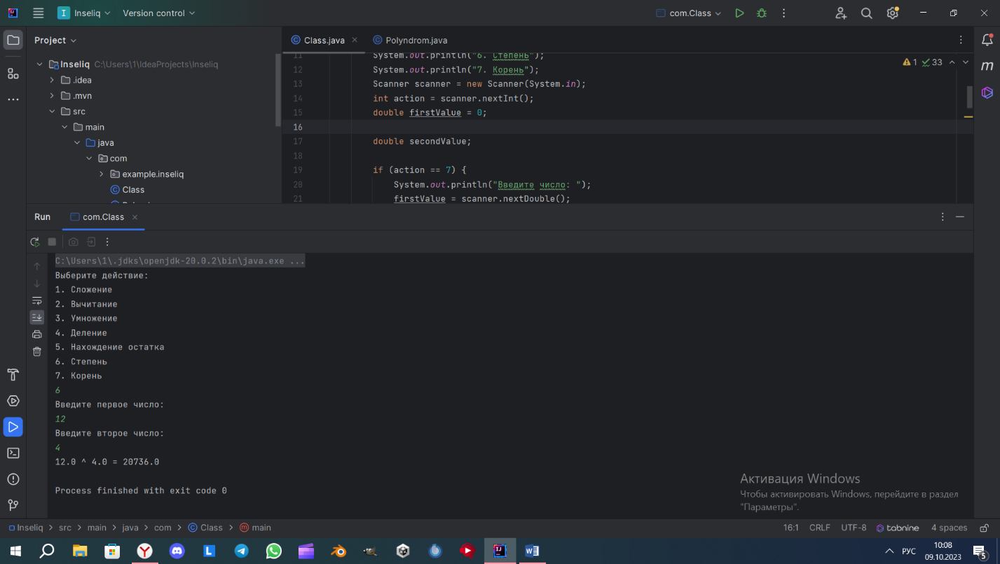 Inseliq
Version control
com.Class
Project
Class.java
Polyndrom.java
Inseliq C:\Users\1\IdeaProjects\Inseliq
.idea
.mvn
src
main
java
com
example.inseliq
Class
11 System.out.println("6. Степень");
12 System.out.println("7. Корень");
13 Scanner scanner = new Scanner(System.in);
14 int action = scanner.nextInt();
15 double firstValue = 0;
16
17 double secondValue;
18
19 if (action == 7) {
20 System.out.println("Введите число: ");
21 firstValue = scanner.nextDouble();
1 33
m
Run com.Class
C:\Users\1\.jdks\openjdk-20.0.2\bin\java.exe ...
Выберите действие:
1. Сложение
2. Вычитание
3. Умножение
4. Деление
5. Нахождение остатка
6. Степень
7. Корень
6
Введите первое число:
12
Введите второе число:
4
12.0 ^ 4.0 = 20736.0
Process finished with exit code 0
Активация Windows
Чтобы активировать Windows, перейдите в раздел
"Параметры".
Inseliq > src > main > java > com > Class > main
16:1 CRLF UTF-8 tabnine 4 spaces
РУС
10:08
09.10.2023
5